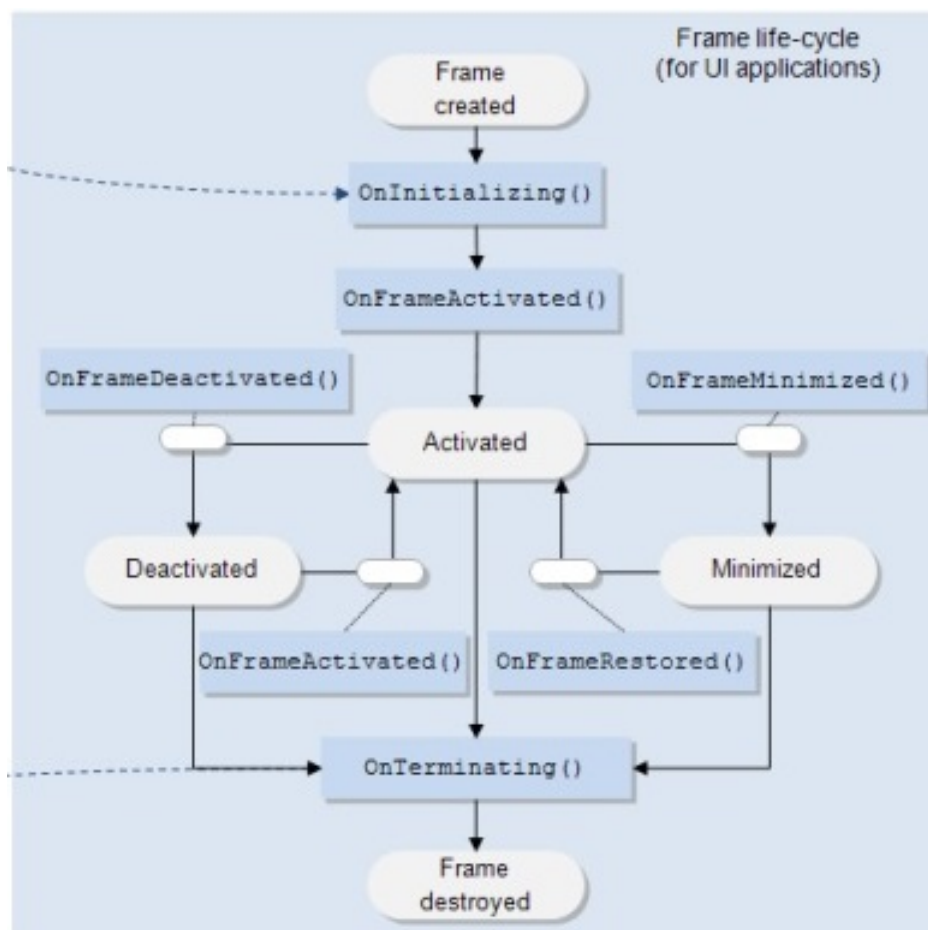 Frame life-cycle
(for UI applications)
Frame
created
OnInitializing()
OnFrameActivated()
OnFrameDeactivated()
OnFrameMinimized()
Activated
Deactivated
Minimized
OnFrameActivated()
OnFrameRestored()
OnTerminating()
Frame
destroyed